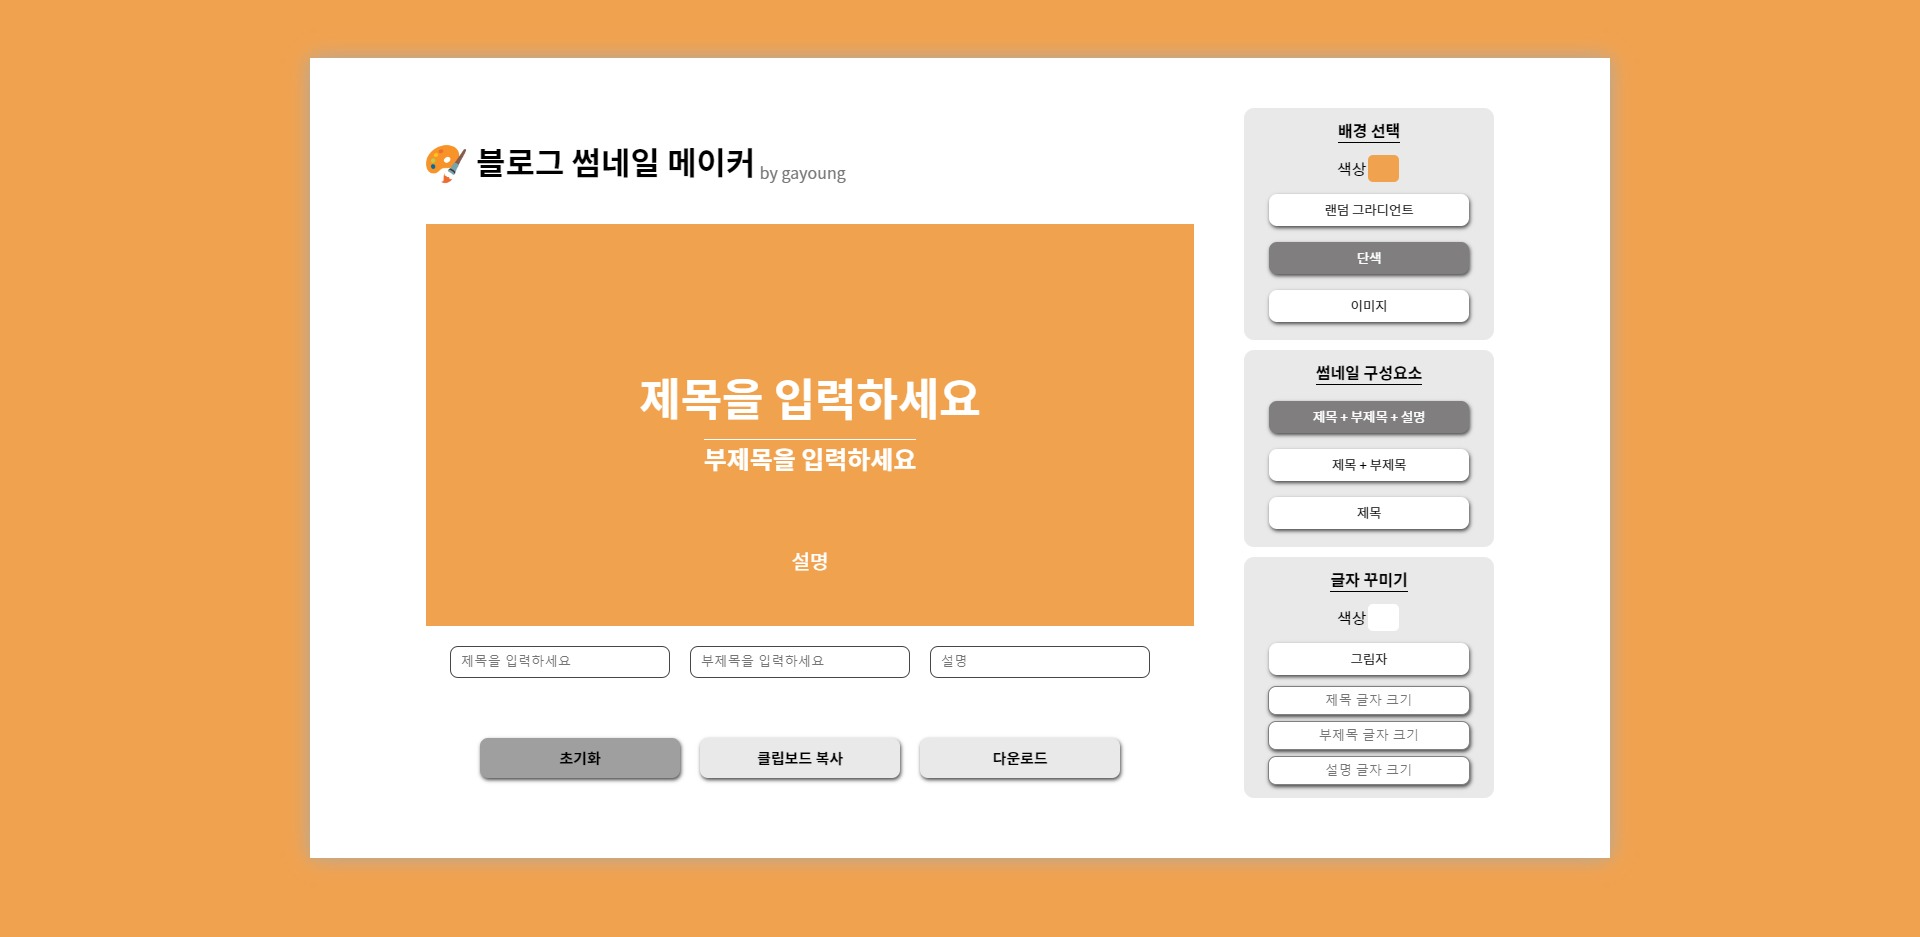 블로그 썸네일 메이커 by gayoung
제목을 입력하세요
부제목을 입력하세요
설명
제목을 입력하세요
부제목을 입력하세요
설명
초기화
클립보드 복사
다운로드
배경 선택
색상
랜덤 그라디언트
단색
이미지
썸네일 구성요소
제목 + 부제목 + 설명
제목 + 부제목
제목
글자 꾸미기
색상
그림자
제목 글자 크기
부제목 글자 크기
설명 글자 크기